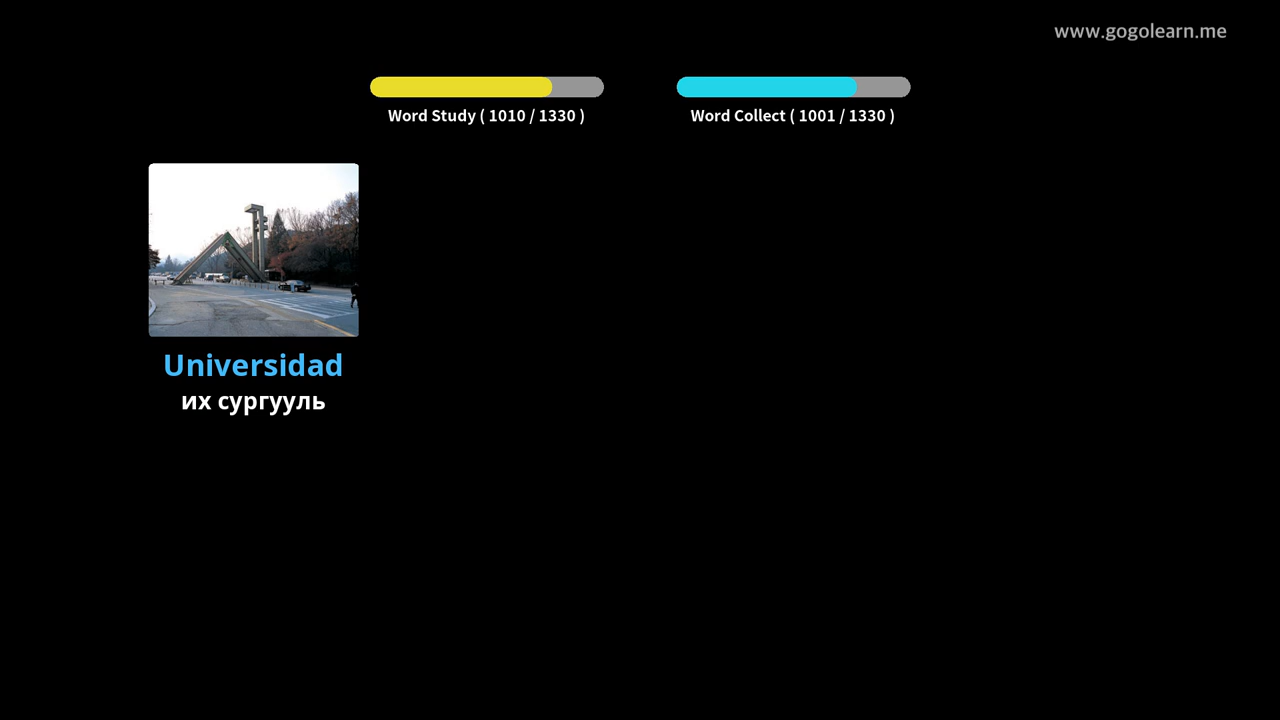 www.gogolearn.me
Word Study ( 1010 / 1330 )
Word Collect ( 1001 / 1330 )
Universidad
их сургууль